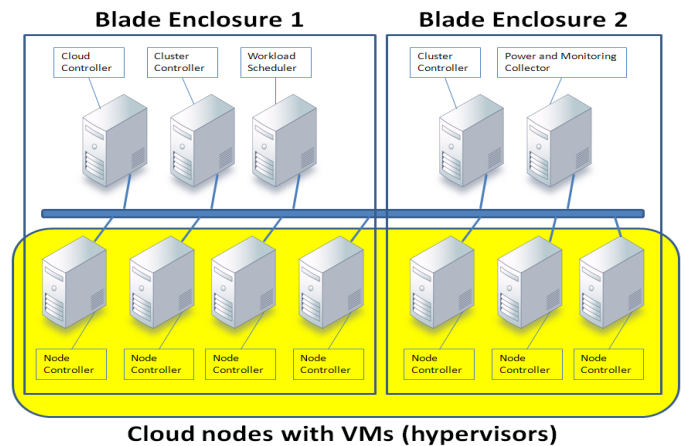 Blade Enclosure 1
Blade Enclosure 2
Cloud
Controller
Cluster
Controller
Workload
Scheduler
Cluster
Controller
Power and Monitoring
Collector
Node
Controller
Node
Controller
Node
Controller
Node
Controller
Node
Controller
Node
Controller
Node
Controller
Cloud nodes with VMs (hypervisors)